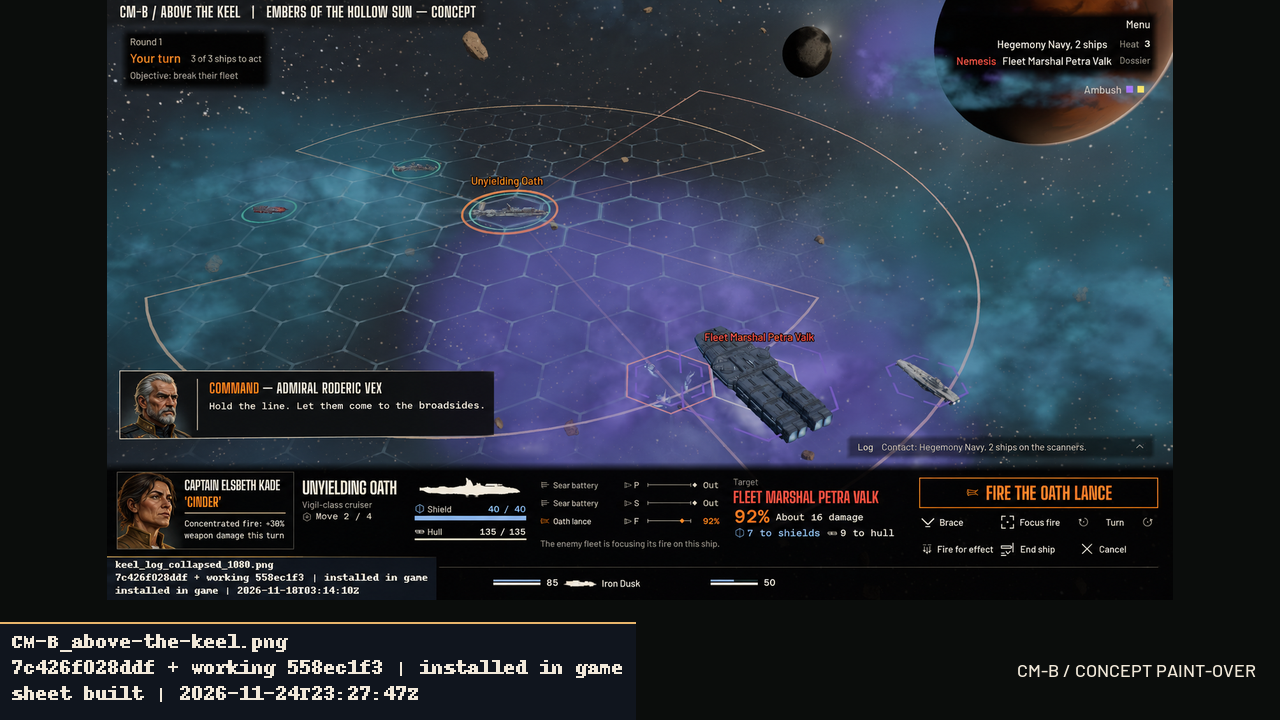 CM-B / ABOVE THE KEEL | EMBERS OF THE HOLLOW SUN — CONCEPT
Round 1
Your turn 3 of 3 ships to act
Objective: break their fleet
Menu
Hegemony Navy, 2 ships Heat 3
Nemesis Fleet Marshal Petra Valk Dossier
Ambush
Unyielding Oath
Fleet Marshal Petra Valk
COMMAND — ADMIRAL RODERIC VEX
Hold the line. Let them come to the broadsides.
Log Contact: Hegemony Navy, 2 ships on the scanners.
CAPTAIN ELSBETH KADE
'CINDER'
Concentrated fire: +30%
weapon damage this turn
UNYIELDING OATH
Vigil-class cruiser
Move 2 / 4
Shield 40 / 40
Hull 135 / 135
Sear battery P Out
Sear battery S Out
Oath lance F 92%
The enemy fleet is focusing its fire on this ship.
Target
FLEET MARSHAL PETRA VALK
92% About 16 damage
7 to shields 9 to hull
FIRE THE OATH LANCE
Brace Focus fire Turn
Fire for effect End ship Cancel
keel_log_collapsed_1080.png
7c426f028ddf + working 558ec1f3 | installed in game
installed in game | 2026-11-18T03:14:10Z
85 Iron Dusk 50
CM-B_above-the-keel.png
7c426f028ddf + working 558ec1f3 | installed in game
sheet built | 2026-11-24T23:27:47Z
CM-B / CONCEPT PAINT-OVER